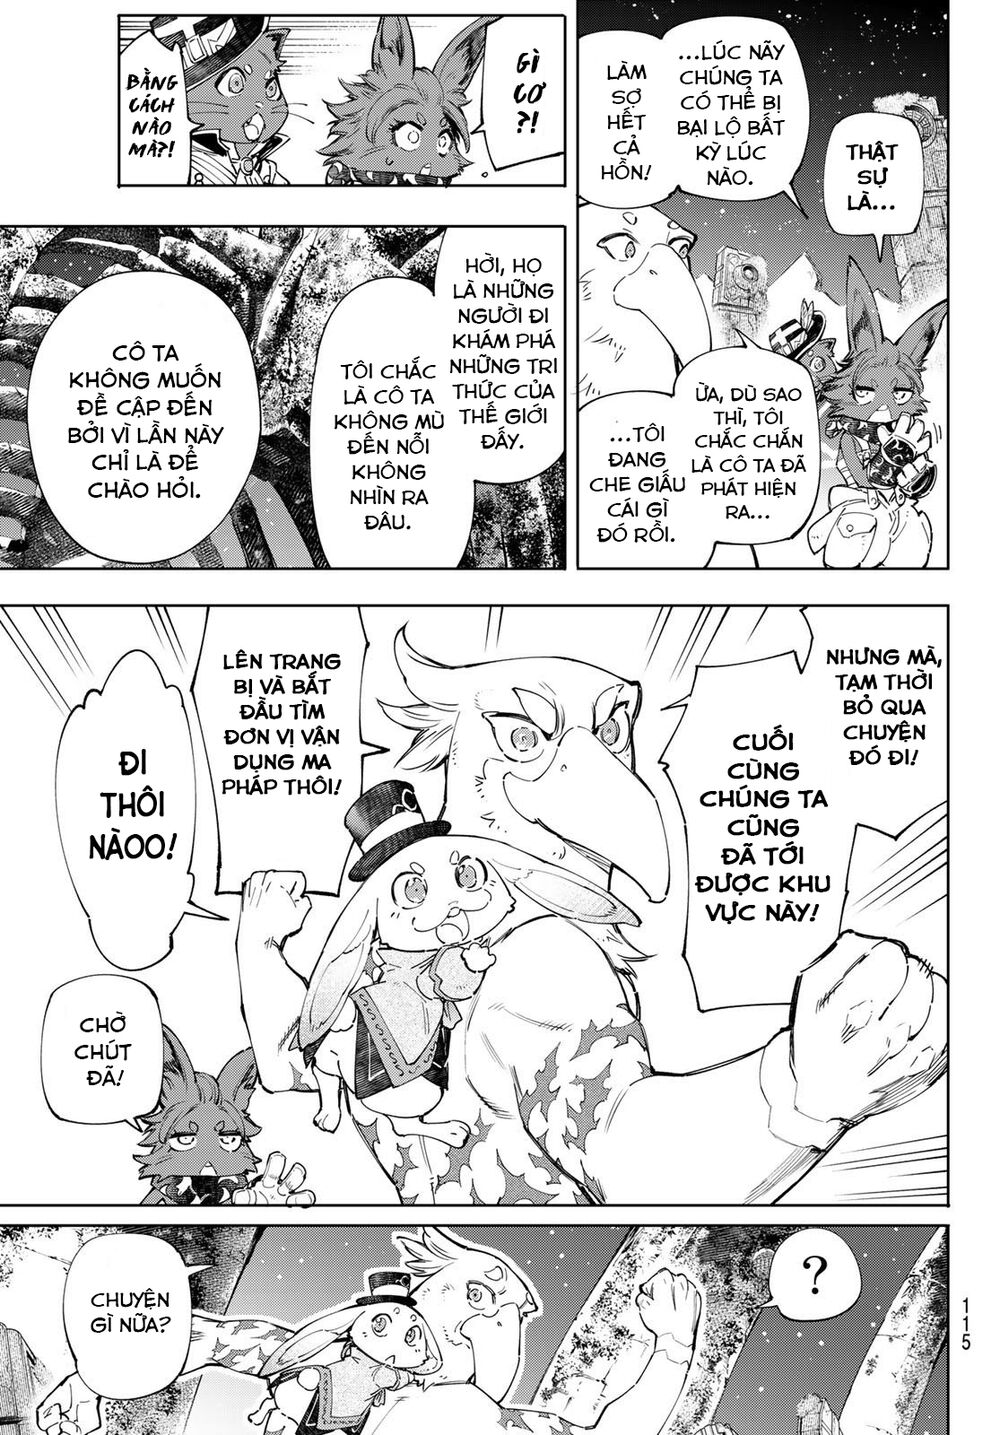 THẬT
SỰ
LÀ...
...LÚC NÃY
CHÚNG TA
CÓ THỂ BỊ
BẠI LỘ BẤT
KỲ LÚC
NÀO.
LÀM
SỢ
HẾT
CẢ
HỒN!
ỪA, DÙ SAO
THÌ, TÔI
CHẮC CHẮN
LÀ CÔ TA ĐÃ
PHÁT HIỆN
RA...
...TÔI
ĐANG
CHE GIẤU
CÁI GÌ
ĐÓ RỒI.
GÌ
CƠ
?!
BẰNG
CÁCH
NÀO
MÀ?!
HỜI, HỌ
LÀ NHỮNG
NGƯỜI ĐI
KHÁM PHÁ
NHỮNG TRI
THỨC CỦA
THẾ GIỚI
ĐẤY.
TÔI CHẮC
LÀ CÔ TA
KHÔNG MÙ
ĐẾN NỖI
KHÔNG
NHÌN RA
ĐÂU.
CÔ TA
KHÔNG MUỐN
ĐỀ CẬP ĐẾN
BỞI VÌ LẦN NÀY
CHỈ LÀ ĐỂ
CHÀO HỎI.
NHƯNG MÀ,
TẠM THỜI
BỎ QUA
CHUYỆN
ĐÓ ĐI!
CUỐI
CÙNG
CHÚNG TA
CŨNG
ĐÃ TỚI
ĐƯỢC KHU
VỰC NÀY!
LÊN TRANG
BỊ VÀ BẮT
ĐẦU TÌM
ĐƠN VỊ VẬN
DỤNG MA
PHÁP THÔI!
ĐI
THÔI
NÀOO!
CHỜ
CHÚT
ĐÃ!
?
CHUYỆN
GÌ NỮA?
115